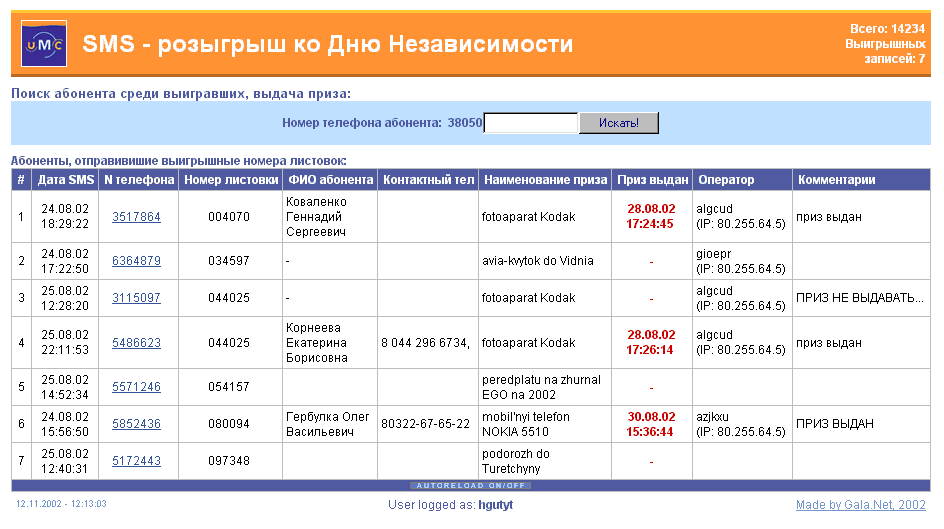 UMC
SMS - розыгрыш ко Дню Независимости
Всего: 14234
Выигрышных
записей: 7
Поиск абонента среди выигравших, выдача приза:
Номер телефона абонента: 38050 Искать!
Абоненты, отправивишие выигрышные номера листовок:
# Дата SMS N телефона Номер листовки ФИО абонента Контактный тел Наименование приза Приз выдан Оператор Комментарии
1 24.08.02 18:29:22 3517864 004070 Коваленко Геннадий Сергеевич fotoaparat Kodak 28.08.02 17:24:45 algcud (IP: 80.255.64.5) приз выдан
2 24.08.02 17:22:50 6364879 034597 - avia-kvytok do Vidnia - gioepr (IP: 80.255.64.5)
3 25.08.02 12:28:20 3115097 044025 - fotoaparat Kodak - algcud (IP: 80.255.64.5) ПРИЗ НЕ ВЫДАВАТЬ...
4 25.08.02 22:11:53 5486623 044025 Корнеева Екатерина Борисовна 8 044 296 6734, fotoaparat Kodak 28.08.02 17:26:14 algcud (IP: 80.255.64.5) приз выдан
5 25.08.02 14:52:34 5571246 054157 peredplatu na zhurnal EGO na 2002 -
6 24.08.02 15:56:50 5852436 080094 Гербулка Олег Васильевич 80322-67-65-22 mobil'nyi telefon NOKIA 5510 30.08.02 15:36:44 azjkxu (IP: 80.255.64.5) ПРИЗ ВЫДАН
7 25.08.02 12:40:31 5172443 097348 podorozh do Turetchyny -
AUTORELOAD ON/OFF
12.11.2002 - 12:13:03 User logged as: hgutyt Made by Gala.Net, 2002